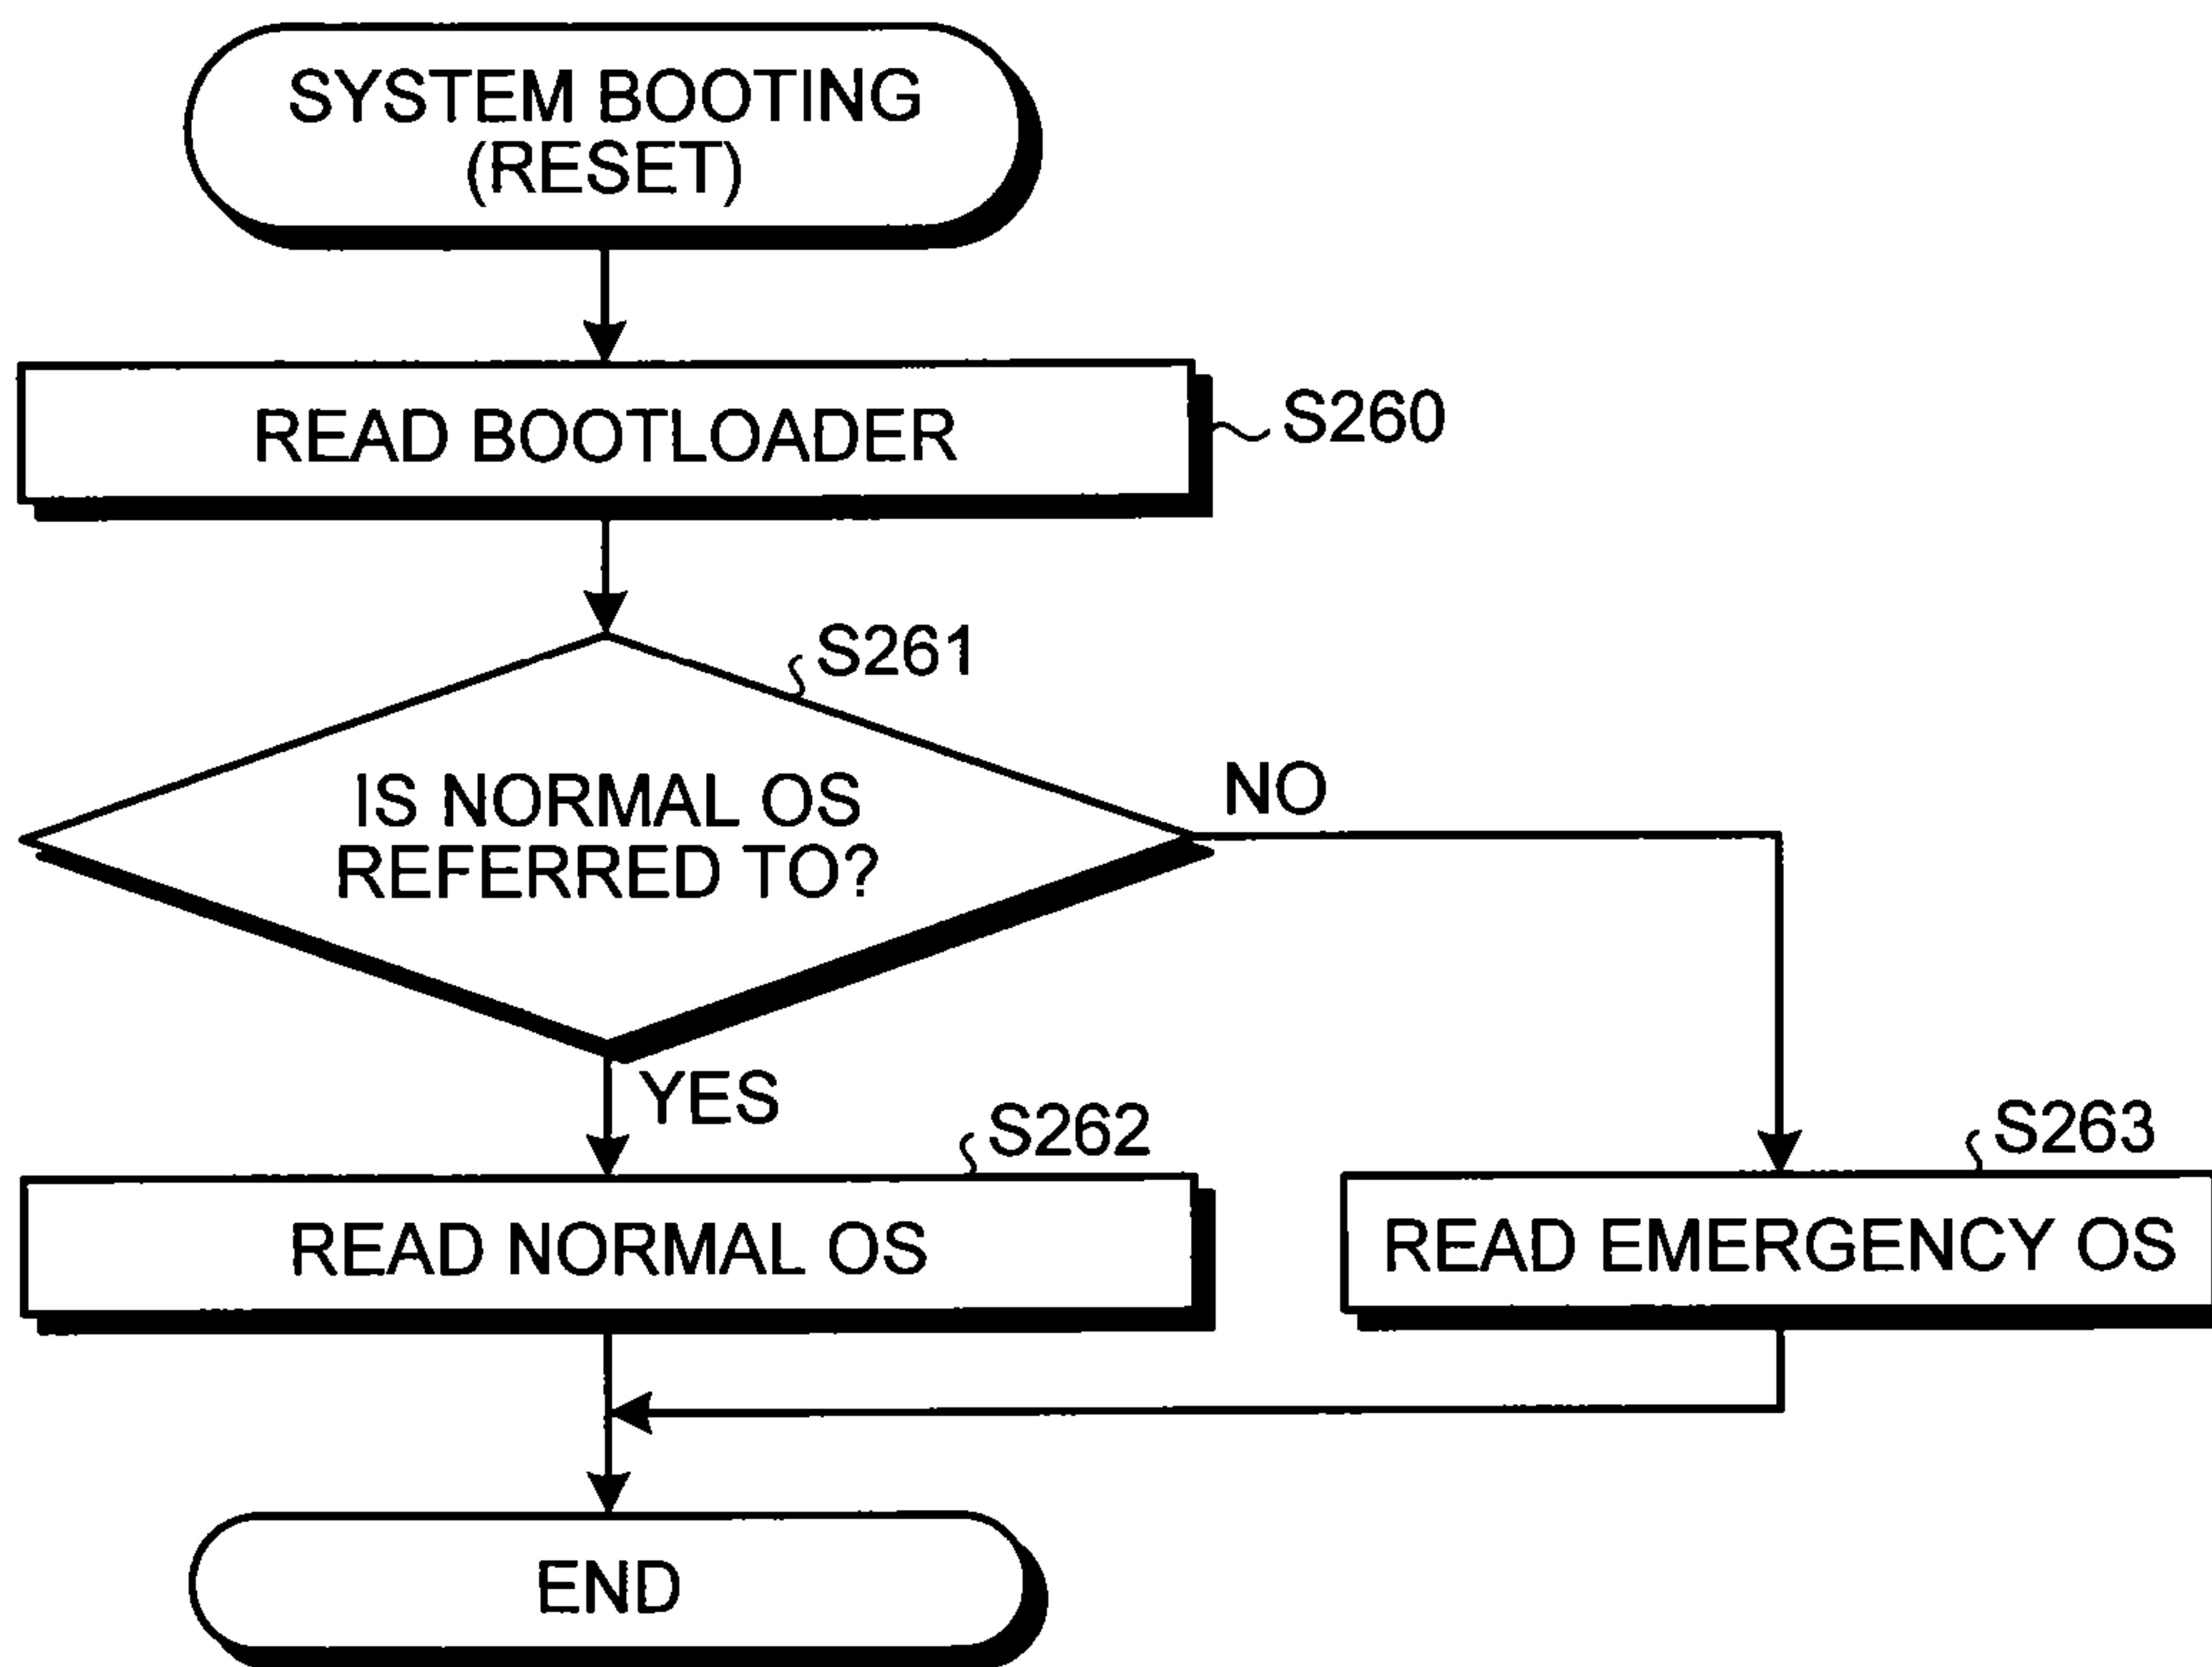 SYSTEM BOOTING
(RESET)
READ BOOTLOADER
S260
S261
IS NORMAL OS
REFERRED TO?
NO
YES
S262
READ NORMAL OS
S263
READ EMERGENCY OS
END